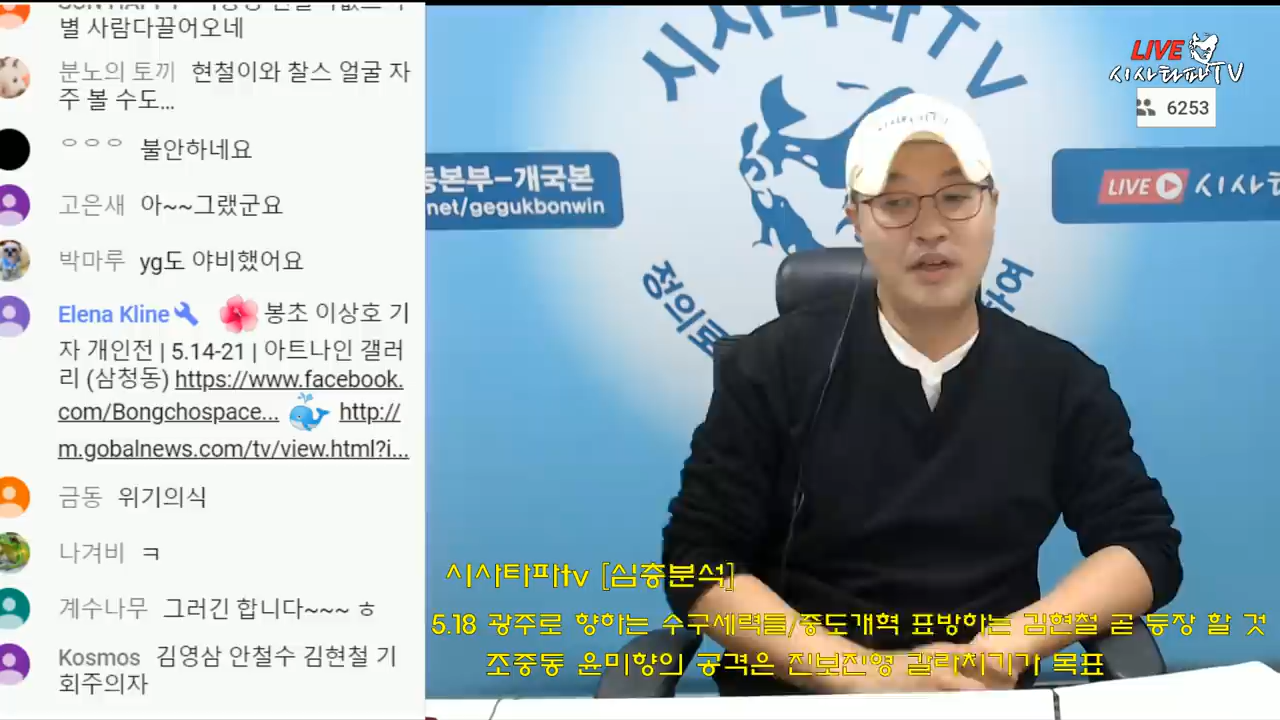 별 사람다끌어오네
분노의 토끼 현철이와 찰스 얼굴 자
주 볼 수도...
ᄋᄋᄋ 불안하네요
고은새 아~~그랬군요
박마루 yg도 야비했어요
Elena Kline 봉초 이상호 기
자 개인전 | 5.14-21 | 아트나인 갤러
리 (삼청동) https://www.facebook.
com/Bongchospace... http://
m.gobalnews.com/tv/view.html?i...
금동 위기의식
나겨비 ㅋ
계수나무 그러긴 합니다~~~ ㅎ
Kosmos 김영삼 안철수 김현철 기
회주의자
시사타파TV
LIVE
시사타파TV
6253
동본부-개국본
net/gegukbonwin
LIVE 시사타
정의로
하여
시사타파tv [심층분석]
5.18 광주로 향하는 수구세력들/중도개혁 표방하는 김현철 곧 등장 할 것
조중동 윤미향의 공격은 진보진영 갈라치기가 목표